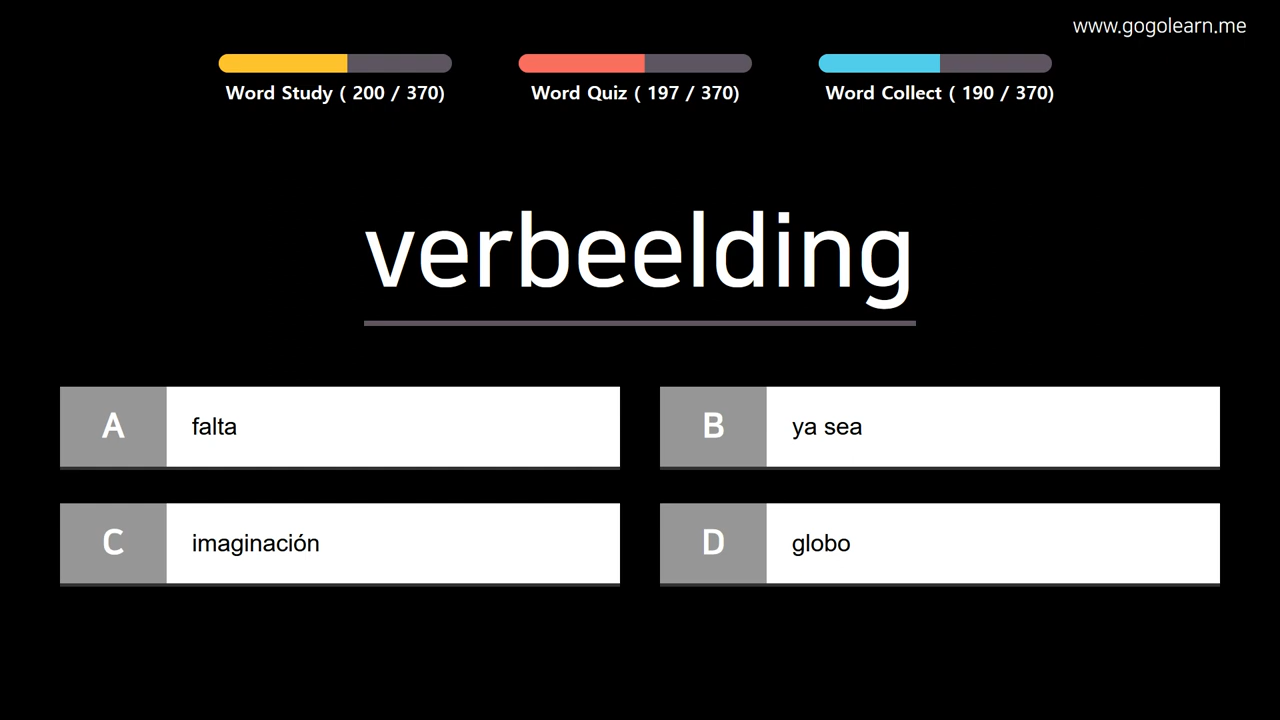 www.gogolearn.me
Word Study ( 200 / 370)
Word Quiz ( 197 / 370)
Word Collect ( 190 / 370)
verbeelding
A falta
B ya sea
C imaginación
D globo